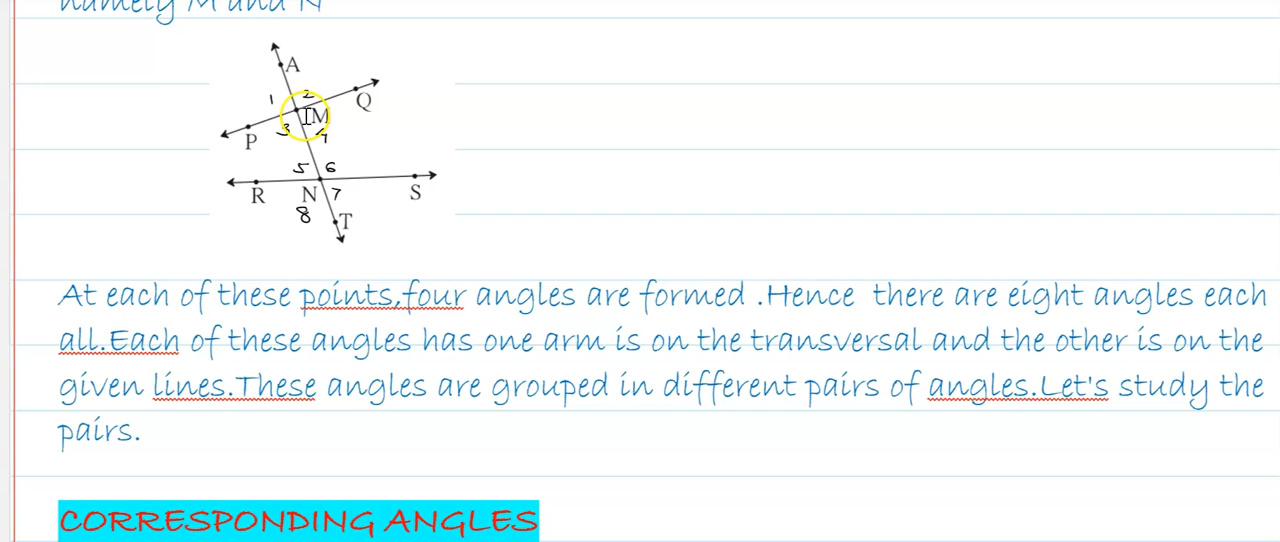 namely M and N
A
1 2 Q
M
3 4
P
5 6
R N 7 S
8 T
At each of these points,four angles are formed .Hence there are eight angles each
all.Each of these angles has one arm is on the transversal and the other is on the
given lines.These angles are grouped in different pairs of angles.Let's study the
pairs.
CORRESPONDING ANGLES